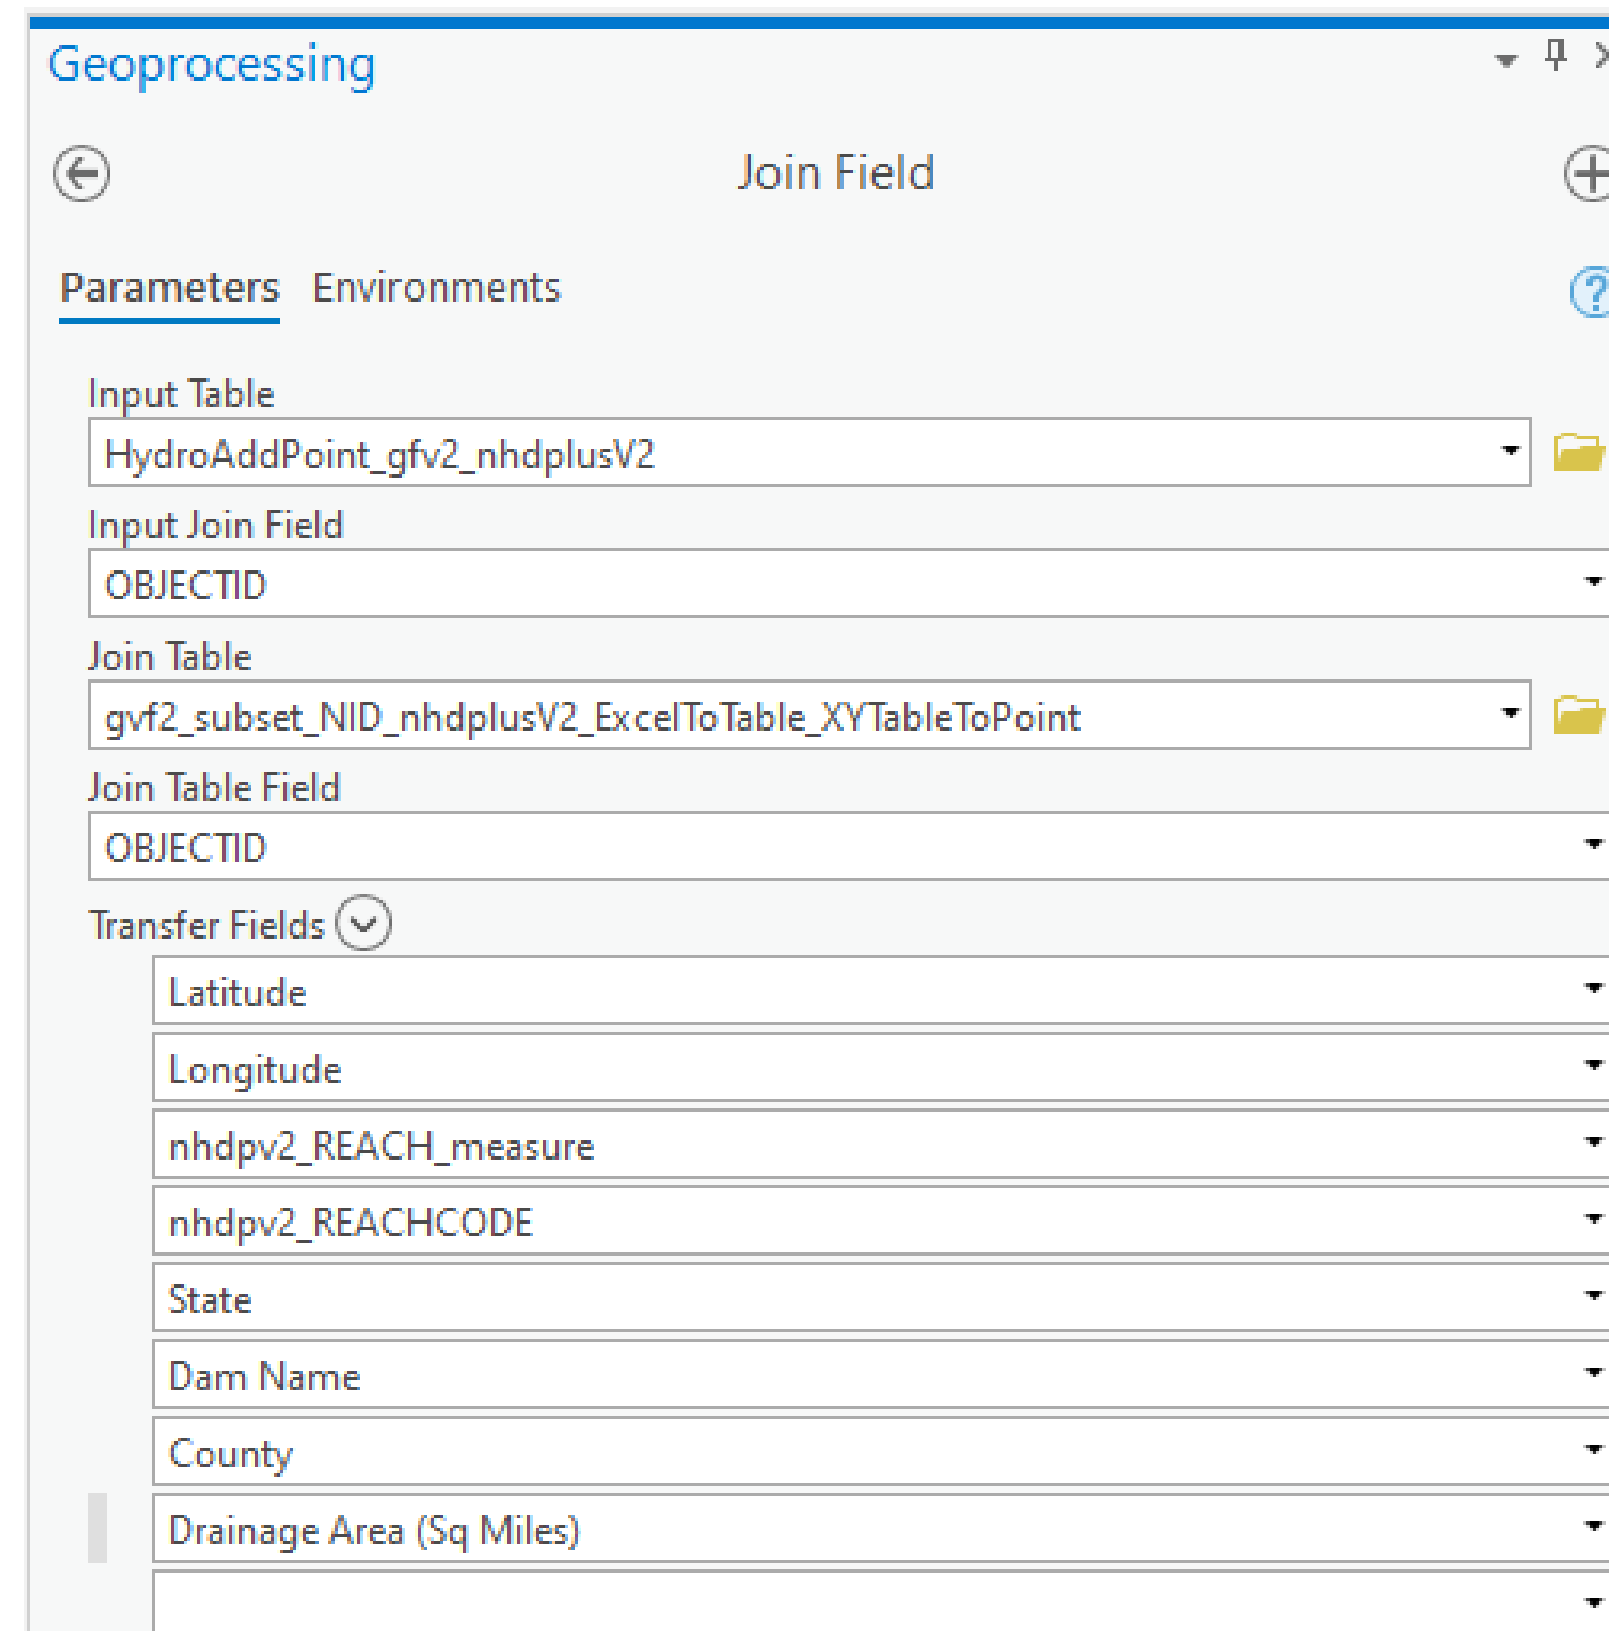 Geoprocessing
Join Field
Parameters Environments
Input Table
HydroAddPoint_gfv2_nhdplusV2
Input Join Field
OBJECTID
Join Table
gvf2_subset_NID_nhdplusV2_ExcelToTable_XYTableToPoint
Join Table Field
OBJECTID
Transfer Fields
Latitude
Longitude
nhdpv2_REACH_measure
nhdpv2_REACHCODE
State
Dam Name
County
Drainage Area (Sq Miles)